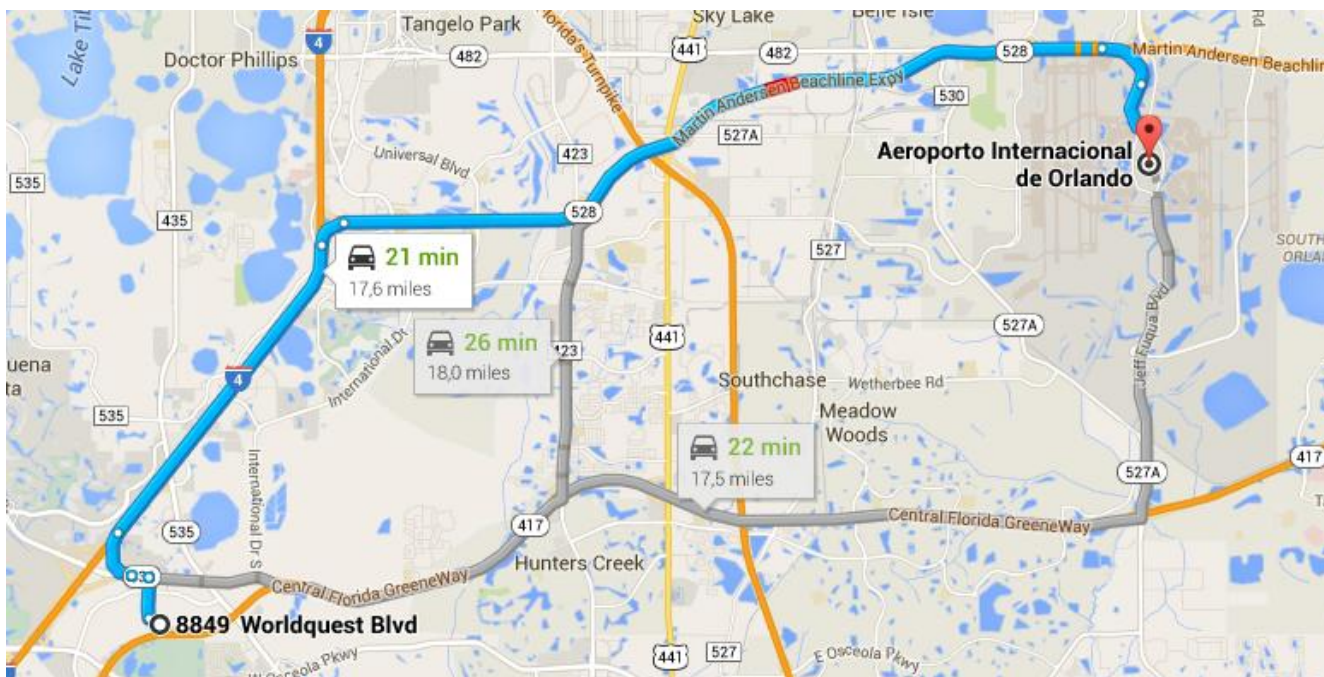 Tangelo Park
Sky Lake
Belle Isle
Lake Tib
4
441
482
482
528
Martin Andersen Beachline
Doctor Phillips
Florida's Turnpike
Martin Andersen Beachline Expy
530
527A
Universal Blvd
423
Aeroporto Internacional
de Orlando
535
435
528
21 min
17,6 miles
527
SOUTH
ORLA
26 min
18,0 miles
423
441
527A
Jeff Fuqua Blvd
International Dr
4
uena
ta
535
Southchase
Wetherbee Rd
Meadow
Woods
22 min
17,5 miles
International Dr S
535
417
527A
417
Central Florida GreeneWay
Hunters Creek
Central Florida GreeneWay
8849 Worldquest Blvd
441
527
E Osceola Pkwy
W Osceola Pkwy